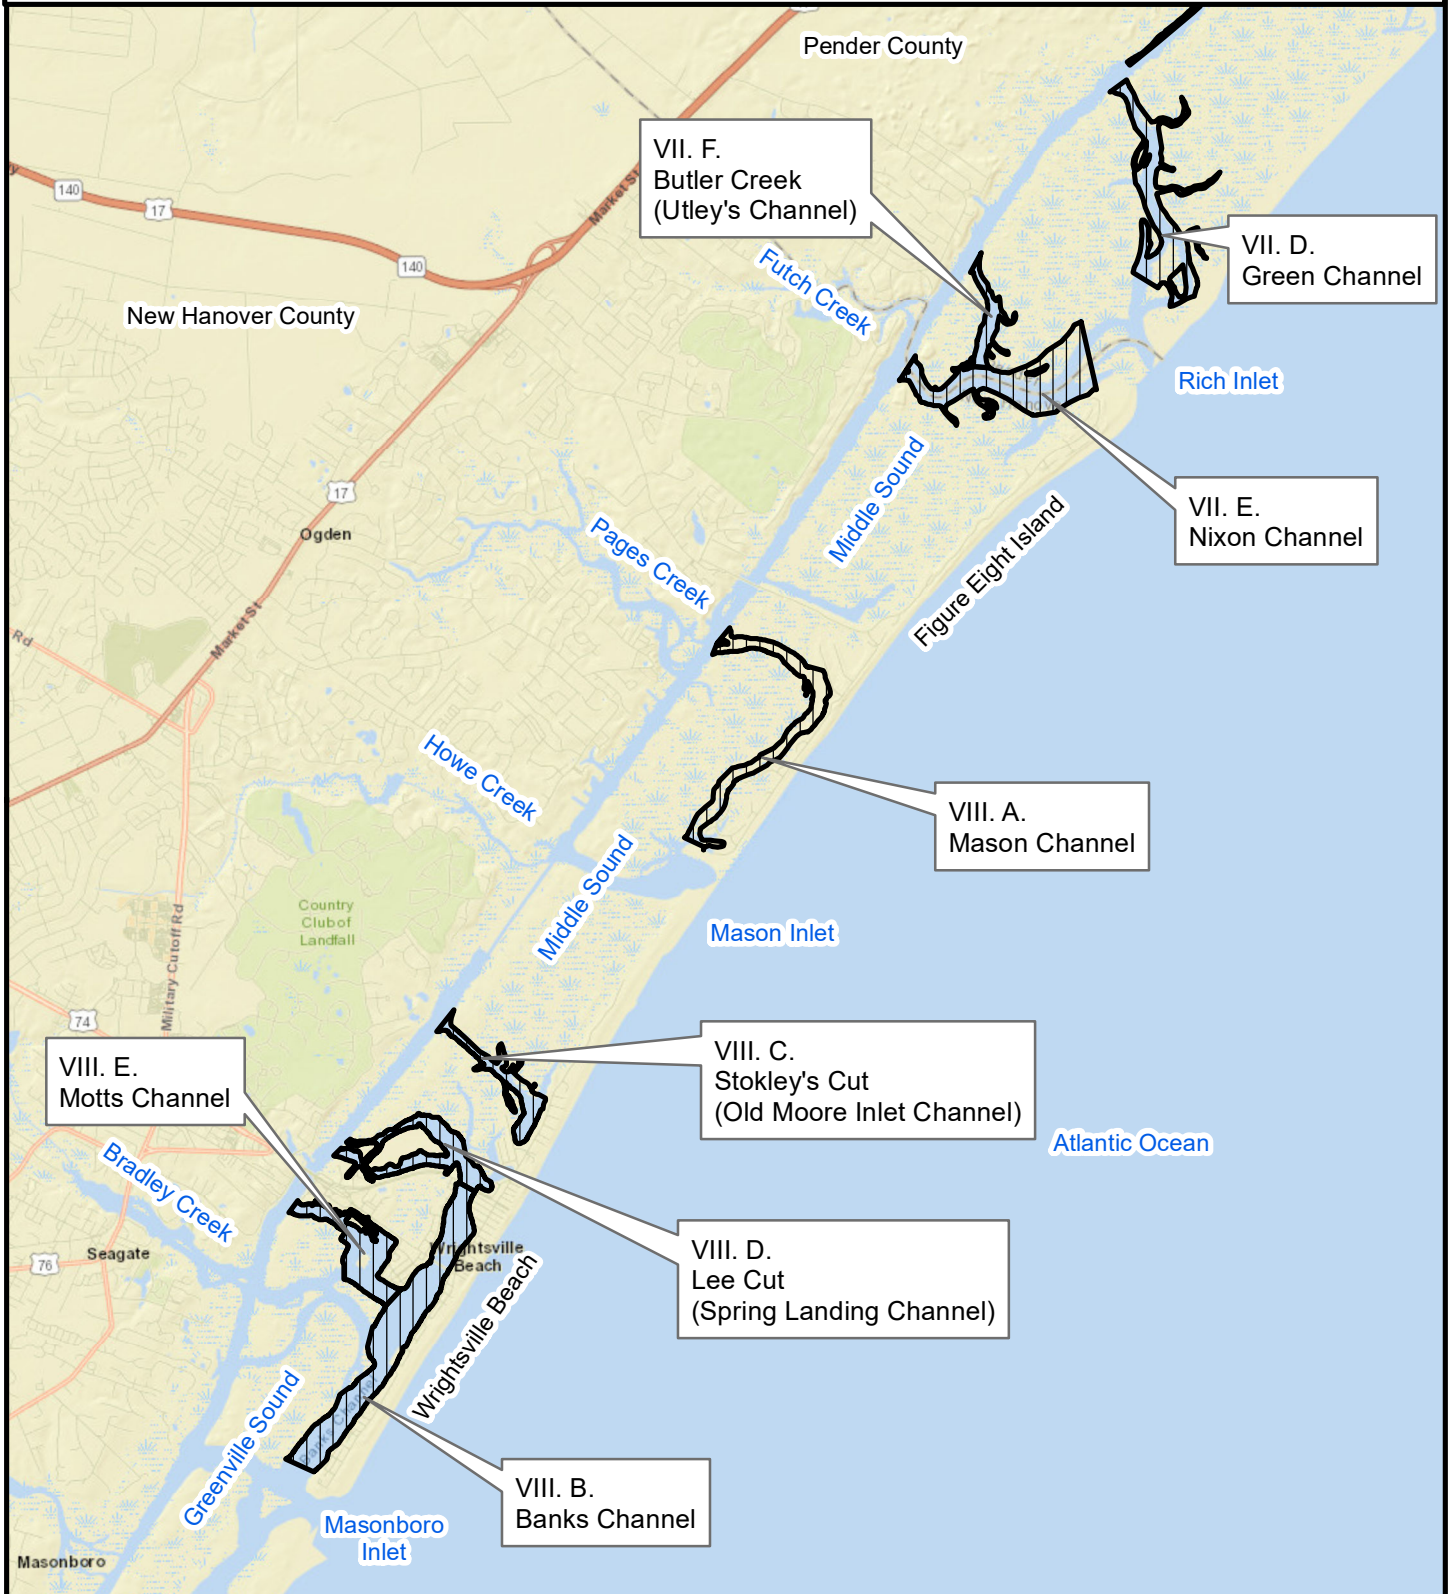 Pender County
VII. F.
Butler Creek
(Utley's Channel)
140
17
Market St
140
VII. D.
Green Channel
Futch Creek
New Hanover County
Rich Inlet
Middle Sound
17
VII. E.
Nixon Channel
Ogden
Pages Creek
Figure Eight Island
Market St
Rd
Howe Creek
VIII. A.
Mason Channel
Middle Sound
Country
Club of
Landfall
Mason Inlet
Military Cutoff Rd
74
VIII. C.
Stokley's Cut
(Old Moore Inlet Channel)
VIII. E.
Motts Channel
Atlantic Ocean
Bradley Creek
VIII. D.
Lee Cut
(Spring Landing Channel)
Seagate
76
Wrightsville
Beach
Wrightsville Beach
Banks Channel
Greenville Sound
VIII. B.
Banks Channel
Masonboro
Inlet
Masonboro